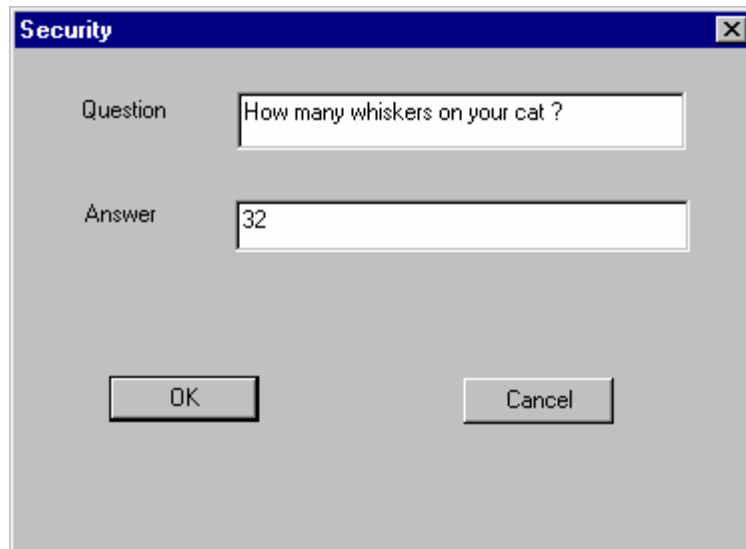 Security
Question
How many whiskers on your cat ?
Answer
32
OK
Cancel